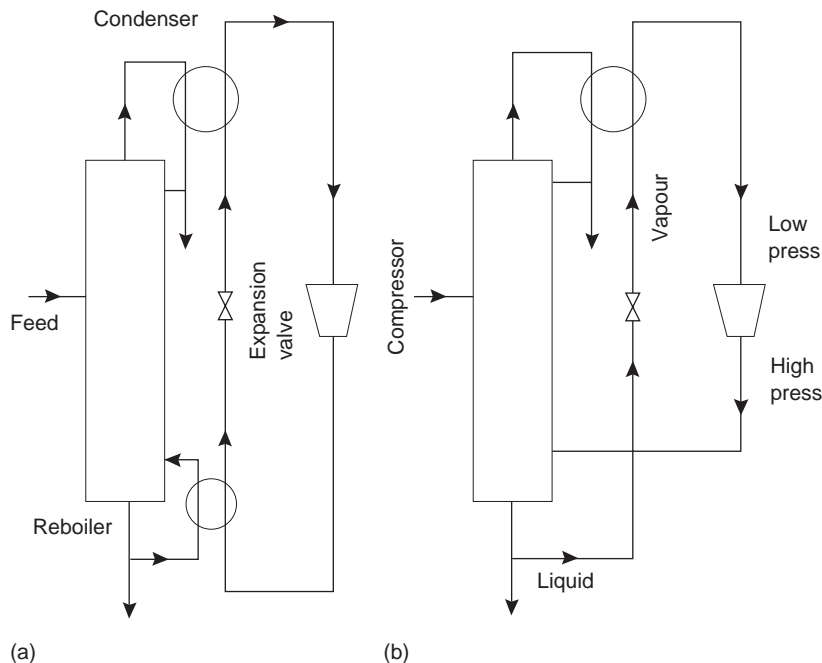 Condenser
Feed
Expansion
valve
Reboiler
(a)
Compressor
Vapour
Low
press
High
press
Liquid
(b)